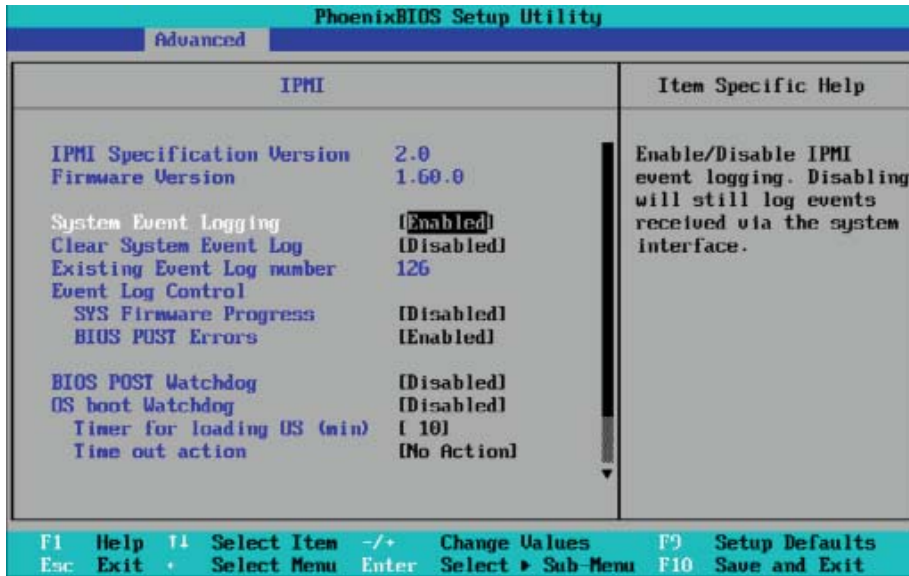 PhoenixBIOS Setup Utility
Advanced
IPMI
Item Specific Help
IPMI Specification Version 2.0
Firmware Version 1.60.0
System Event Logging [Enabled]
Clear System Event Log [Disabled]
Existing Event Log number 126
Event Log Control
SYS Firmware Progress [Disabled]
BIOS POST Errors [Enabled]
BIOS POST Watchdog [Disabled]
OS boot Watchdog [Disabled]
Timer for loading OS (min) [ 10]
Time out action [No Action]
Enable/Disable IPMI
event logging. Disabling
will still log events
received via the system
interface.
F1 Help ↑↓ Select Item -/+ Change Values F9 Setup Defaults
Esc Exit Select Menu Enter Select ▶ Sub-Menu F10 Save and Exit